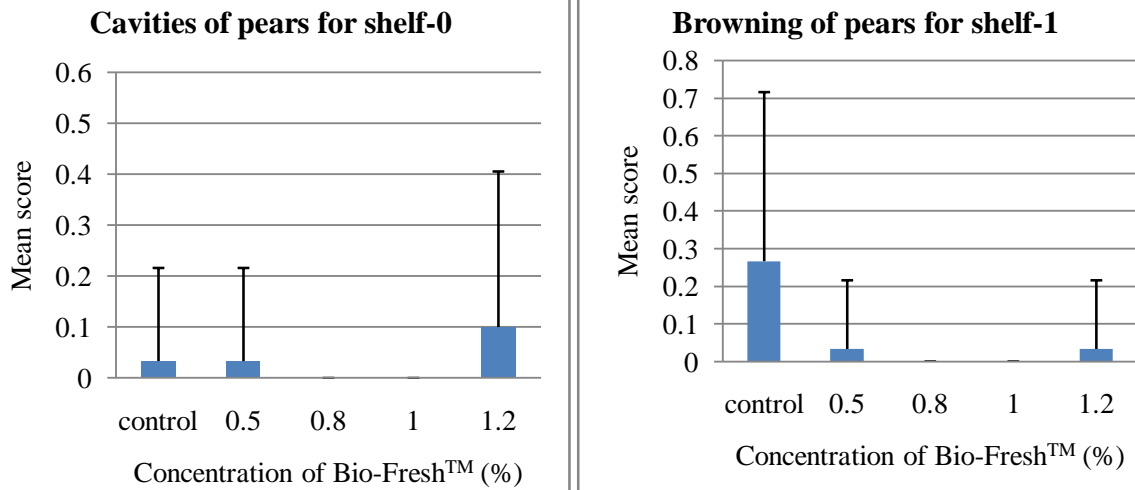 Cavities of pears for shelf-0
0.6
0.5
0.4
0.3
0.2
0.1
0
Mean score
control 0.5 0.8 1 1.2
Concentration of Bio-Fresh™ (%)
Browning of pears for shelf-1
0.8
0.7
0.6
0.5
0.4
0.3
0.2
0.1
0
Mean score
control 0.5 0.8 1 1.2
Concentration of Bio-Fresh™ (%)